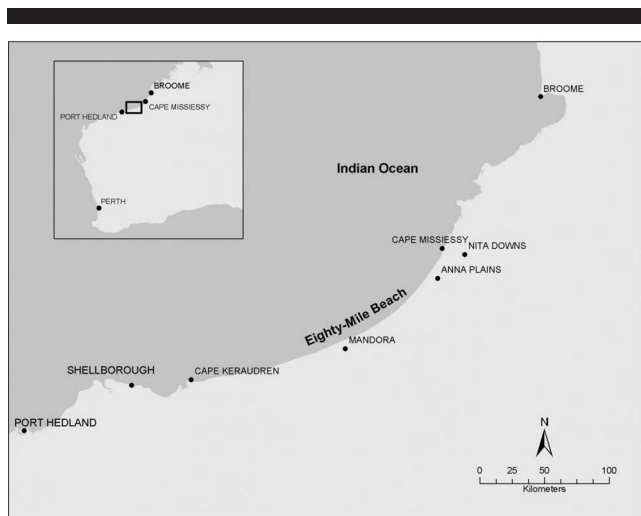 BROOME
CAPE MISSIESSY
PORT HEDLAND
PERTH
BROOME
Indian Ocean
CAPE MISSIESSY
NITA DOWNS
ANNA PLAINS
Eighty-Mile Beach
MANDORA
SHELLBOROUGH
CAPE KERAUDREN
PORT HEDLAND
N
0 25 50 100
Kilometers